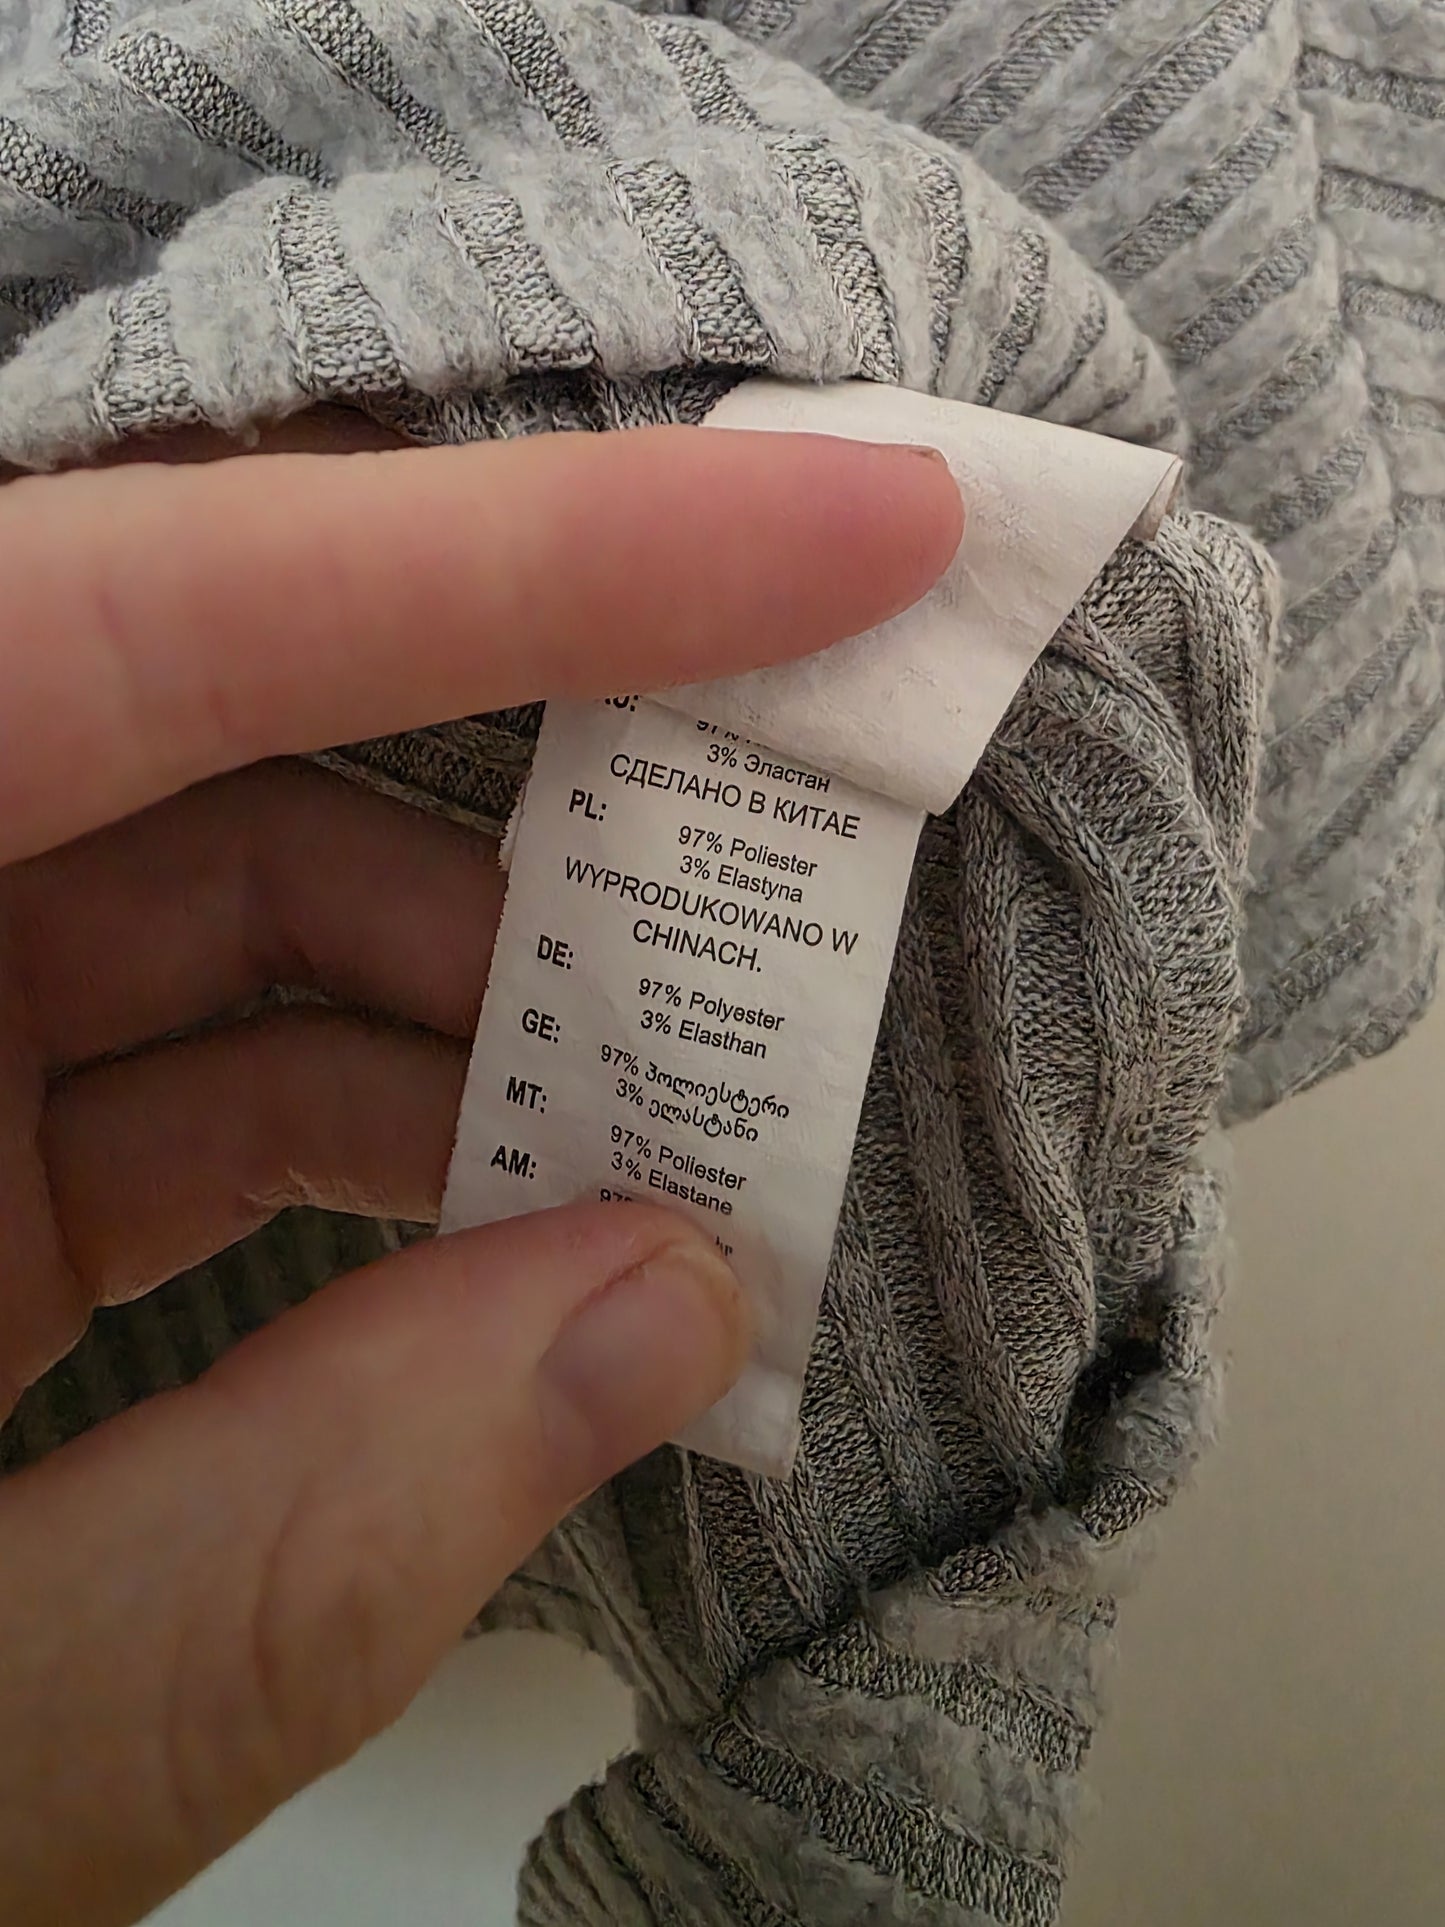 3% Эластан
СДЕЛАНО В КИТАЕ
PL:
97% Poliester
3% Elastyna
WYPRODUKOWANO W
CHINACH.
DE:
97% Polyester
3% Elasthan
GE:
97% პოლიესტერი
3% ელასტანი
MT:
97% Poliester
3% Elastane
AM: